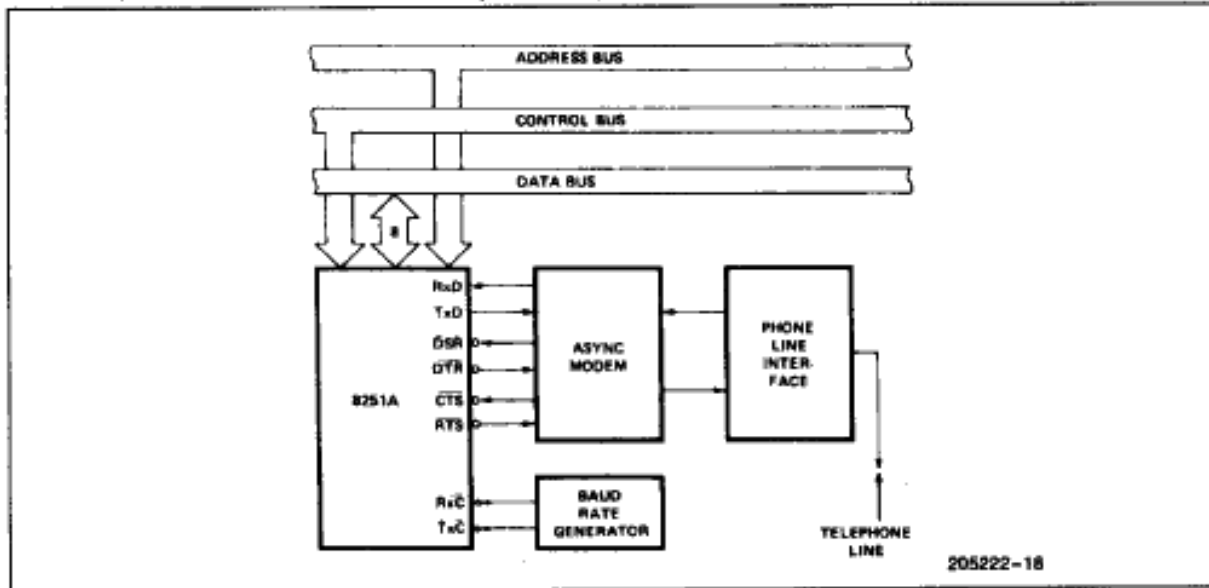 ADDRESS BUS
CONTROL BUS
DATA BUS
8
RxD
TxD
DSR
DTR
CTS
RTS
8251A
RxC
TxC
ASYNC
MODEM
PHONE
LINE
INTER-
FACE
BAUD
RATE
GENERATOR
TELEPHONE
LINE
205222-18